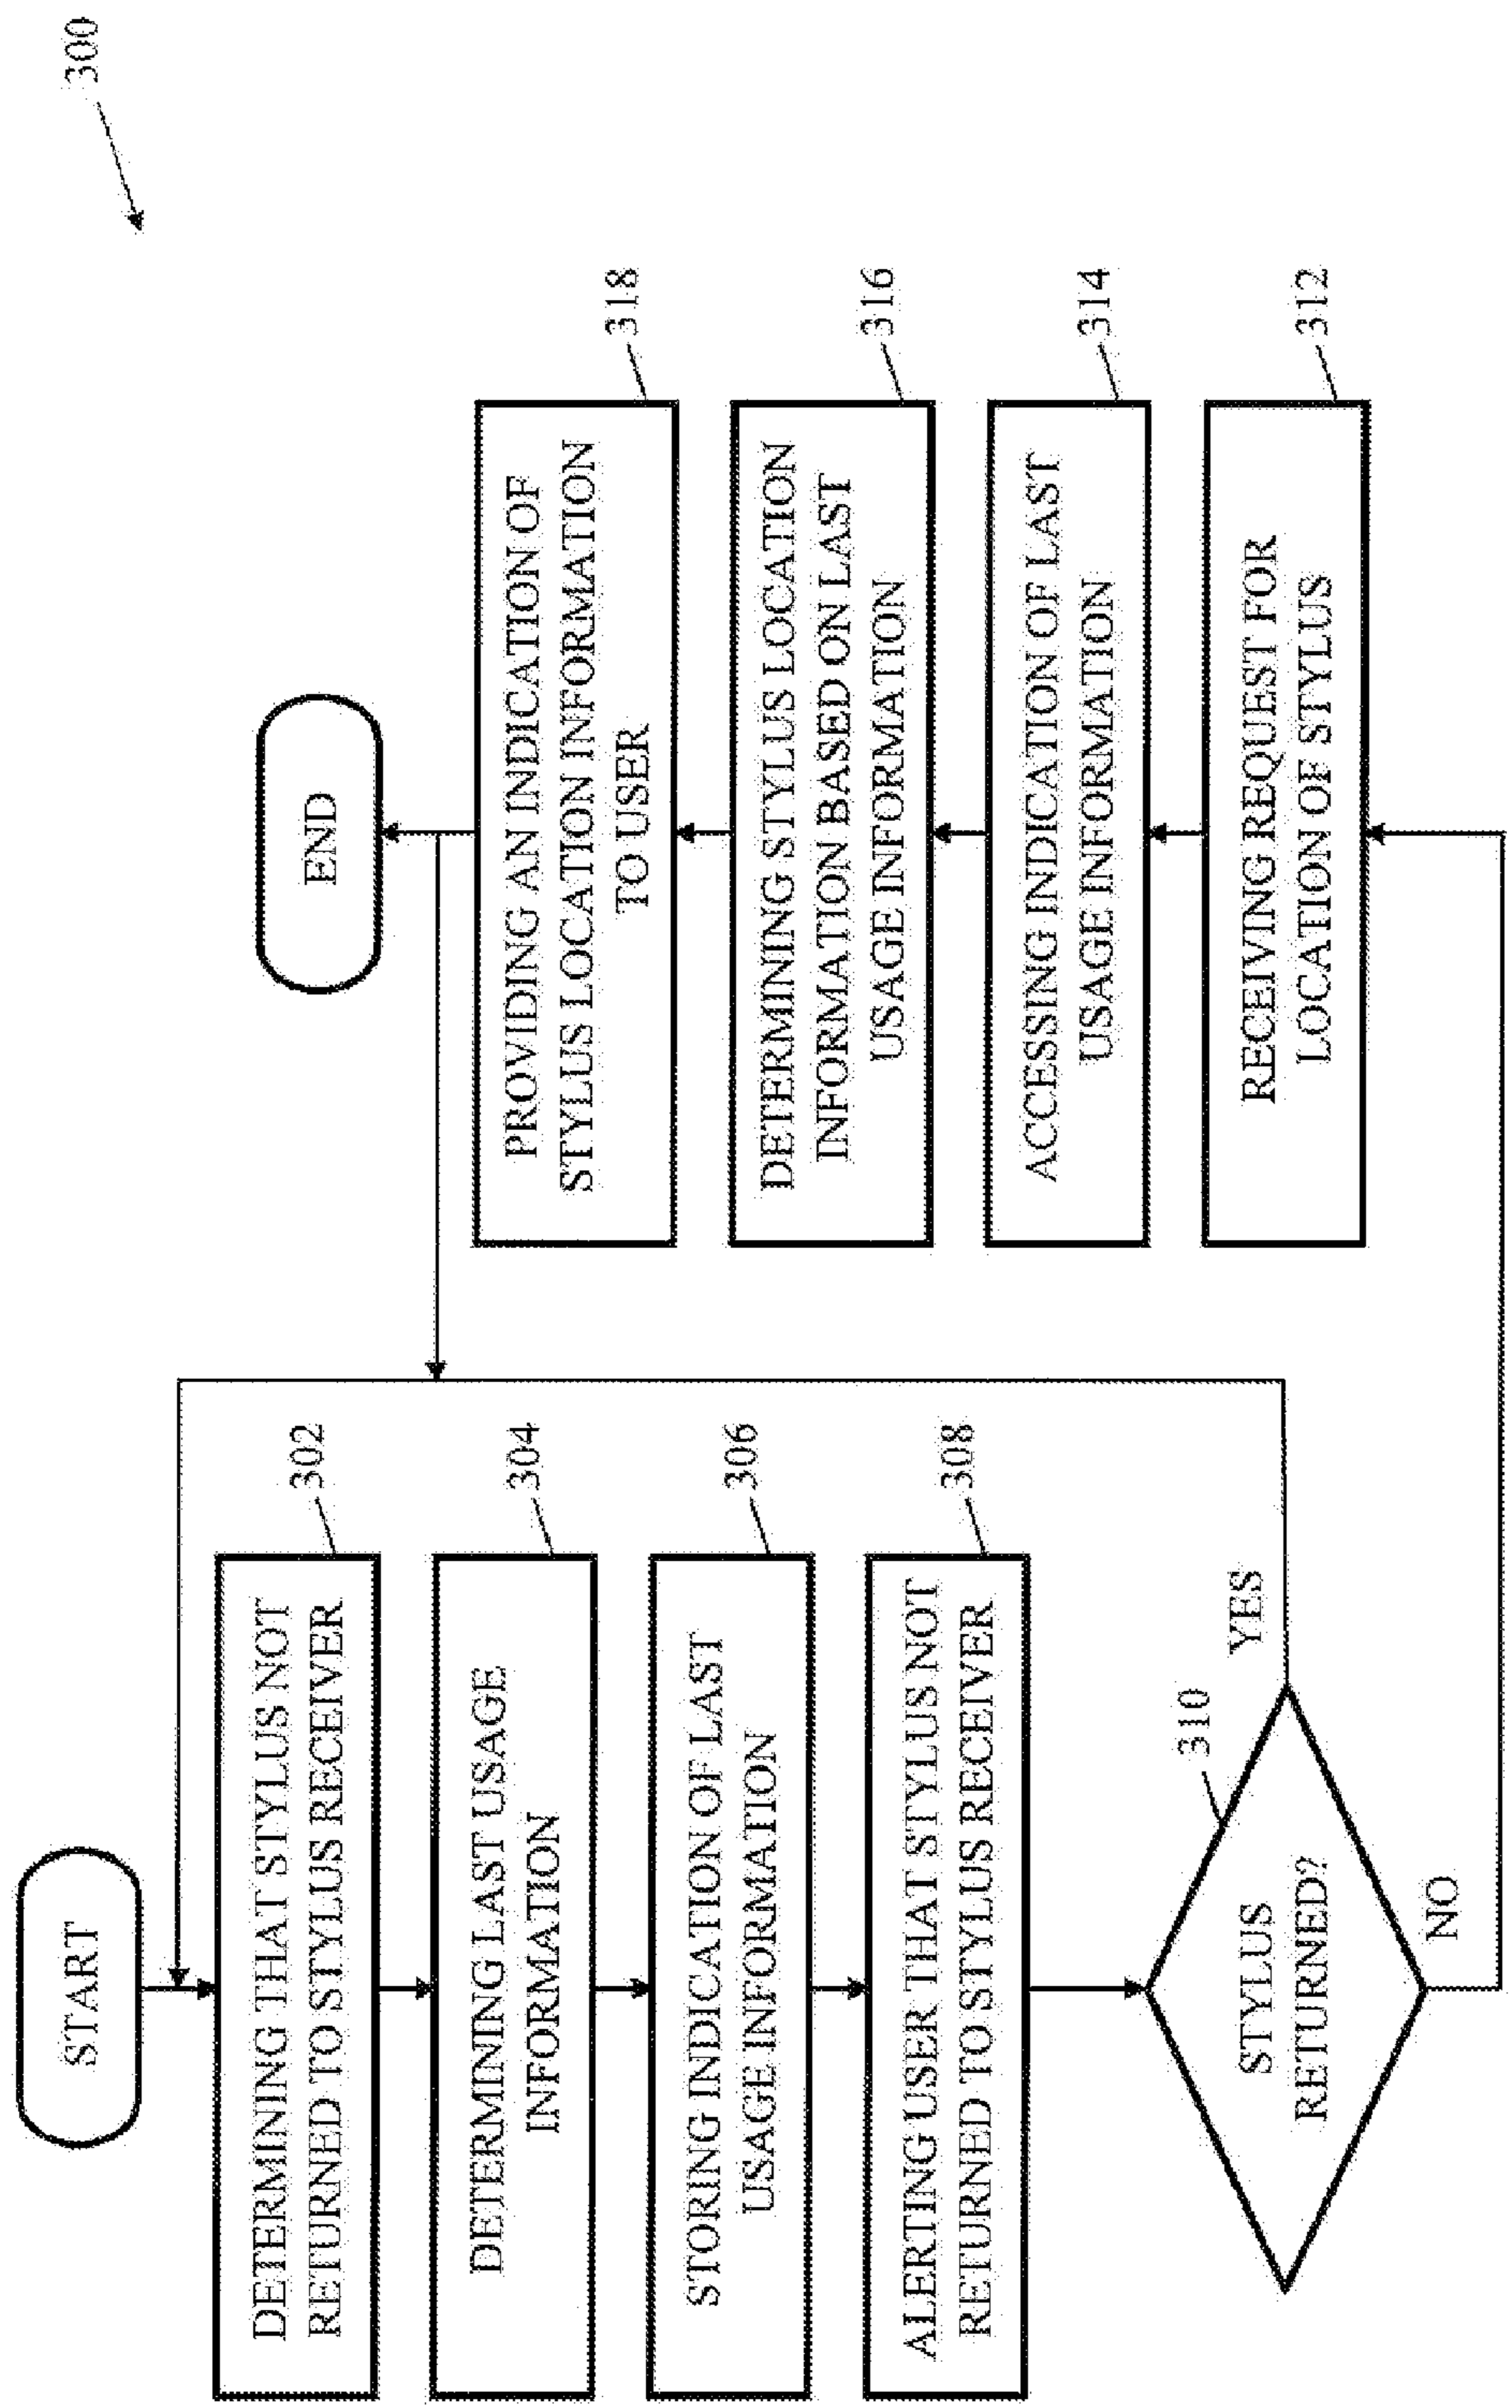 300
START
DETERMINING THAT STYLUS NOT
RETURNED TO STYLUS RECEIVER
302
DETERMINING LAST USAGE
INFORMATION
304
STORING INDICATION OF LAST
USAGE INFORMATION
306
ALERTING USER THAT STYLUS NOT
RETURNED TO STYLUS RECEIVER
308
STYLUS
RETURNED?
310
YES
NO
END
PROVIDING AN INDICATION OF
STYLUS LOCATION INFORMATION
TO USER
318
DETERMINING STYLUS LOCATION
INFORMATION BASED ON LAST
USAGE INFORMATION
316
ACCESSING INDICATION OF LAST
USAGE INFORMATION
314
RECEIVING REQUEST FOR
LOCATION OF STYLUS
312